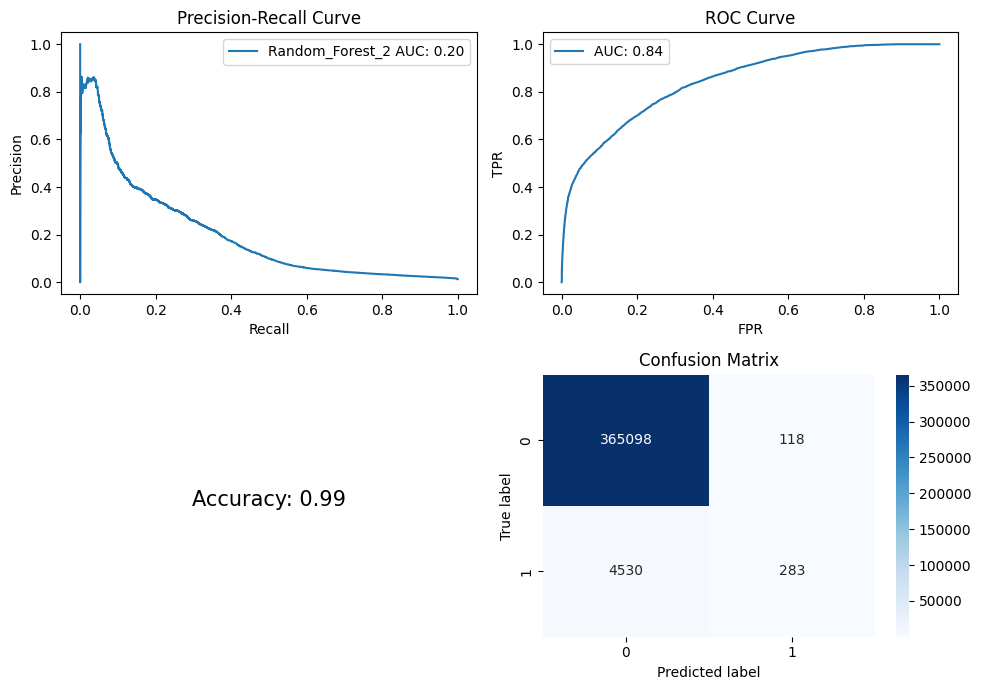 Precision-Recall Curve
Random_Forest_2 AUC: 0.20
1.0
0.8
0.6
0.4
0.2
0.0
Precision
0.0 0.2 0.4 0.6 0.8 1.0
Recall
ROC Curve
AUC: 0.84
1.0
0.8
0.6
0.4
0.2
0.0
TPR
0.0 0.2 0.4 0.6 0.8 1.0
FPR
Accuracy: 0.99
Confusion Matrix
365098 118
4530 283
0
1
True label
0 1
Predicted label
350000
300000
250000
200000
150000
100000
50000